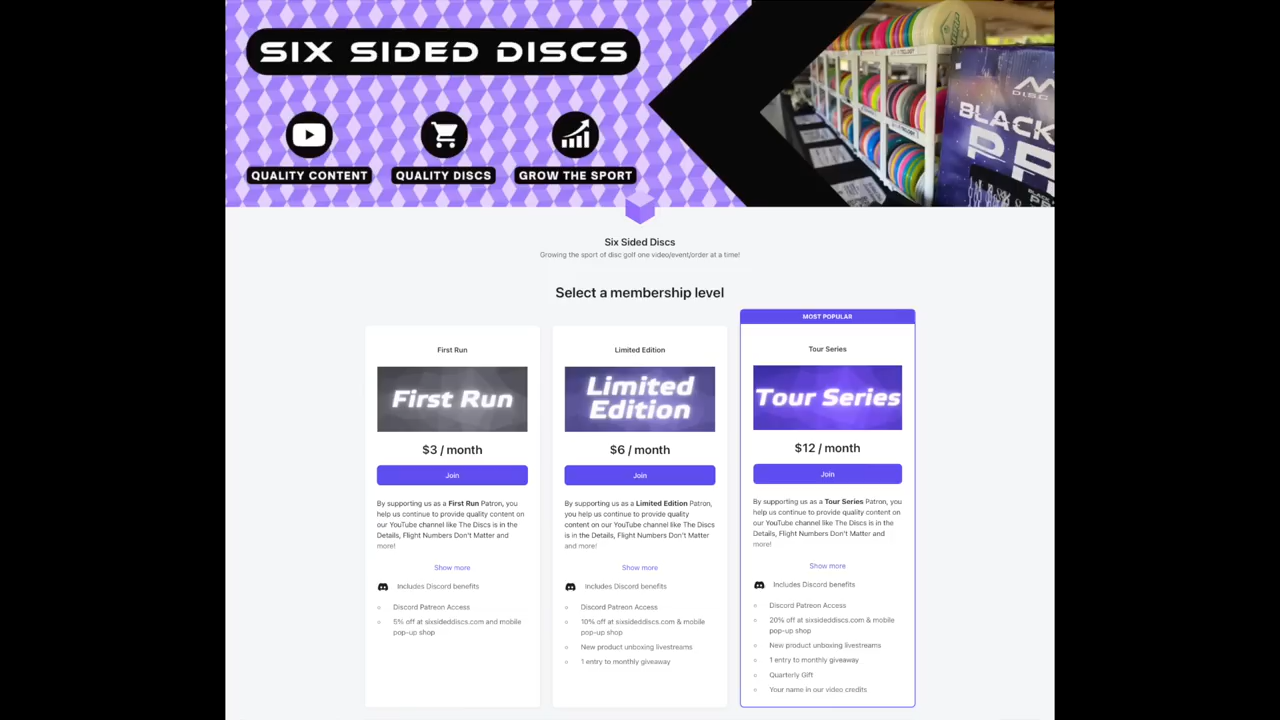 SIX SIDED DISCS
QUALITY CONTENT
QUALITY DISCS
GROW THE SPORT
DISC
BLACK
Six Sided Discs
Growing the sport of disc golf one video/event/order at a time!
Select a membership level
First Run
First Run
$3 / month
Join
By supporting us as a First Run Patron, you
help us continue to provide quality content on
our YouTube channel like The Discs is in the
Details, Flight Numbers Don't Matter and
more!
Show more
Includes Discord benefits
Discord Patreon Access
5% off at sixsideddiscs.com and mobile
pop-up shop
Limited Edition
Limited
Edition
$6 / month
Join
By supporting us as a Limited Edition Patron,
you help us continue to provide quality
content on our YouTube channel like The Discs
is in the Details, Flight Numbers Don't Matter
and more!
Show more
Includes Discord benefits
Discord Patreon Access
10% off at sixsideddiscs.com & mobile
pop-up shop
New product unboxing livestreams
1 entry to monthly giveaway
MOST POPULAR
Tour Series
Tour Series
$12 / month
Join
By supporting us as a Tour Series Patron, you
help us continue to provide quality content on
our YouTube channel like The Discs is in the
Details, Flight Numbers Don't Matter and
more!
Show more
Includes Discord benefits
Discord Patreon Access
20% off at sixsideddiscs.com & mobile
pop-up shop
New product unboxing livestreams
1 entry to monthly giveaway
Quarterly Gift
Your name in our video credits